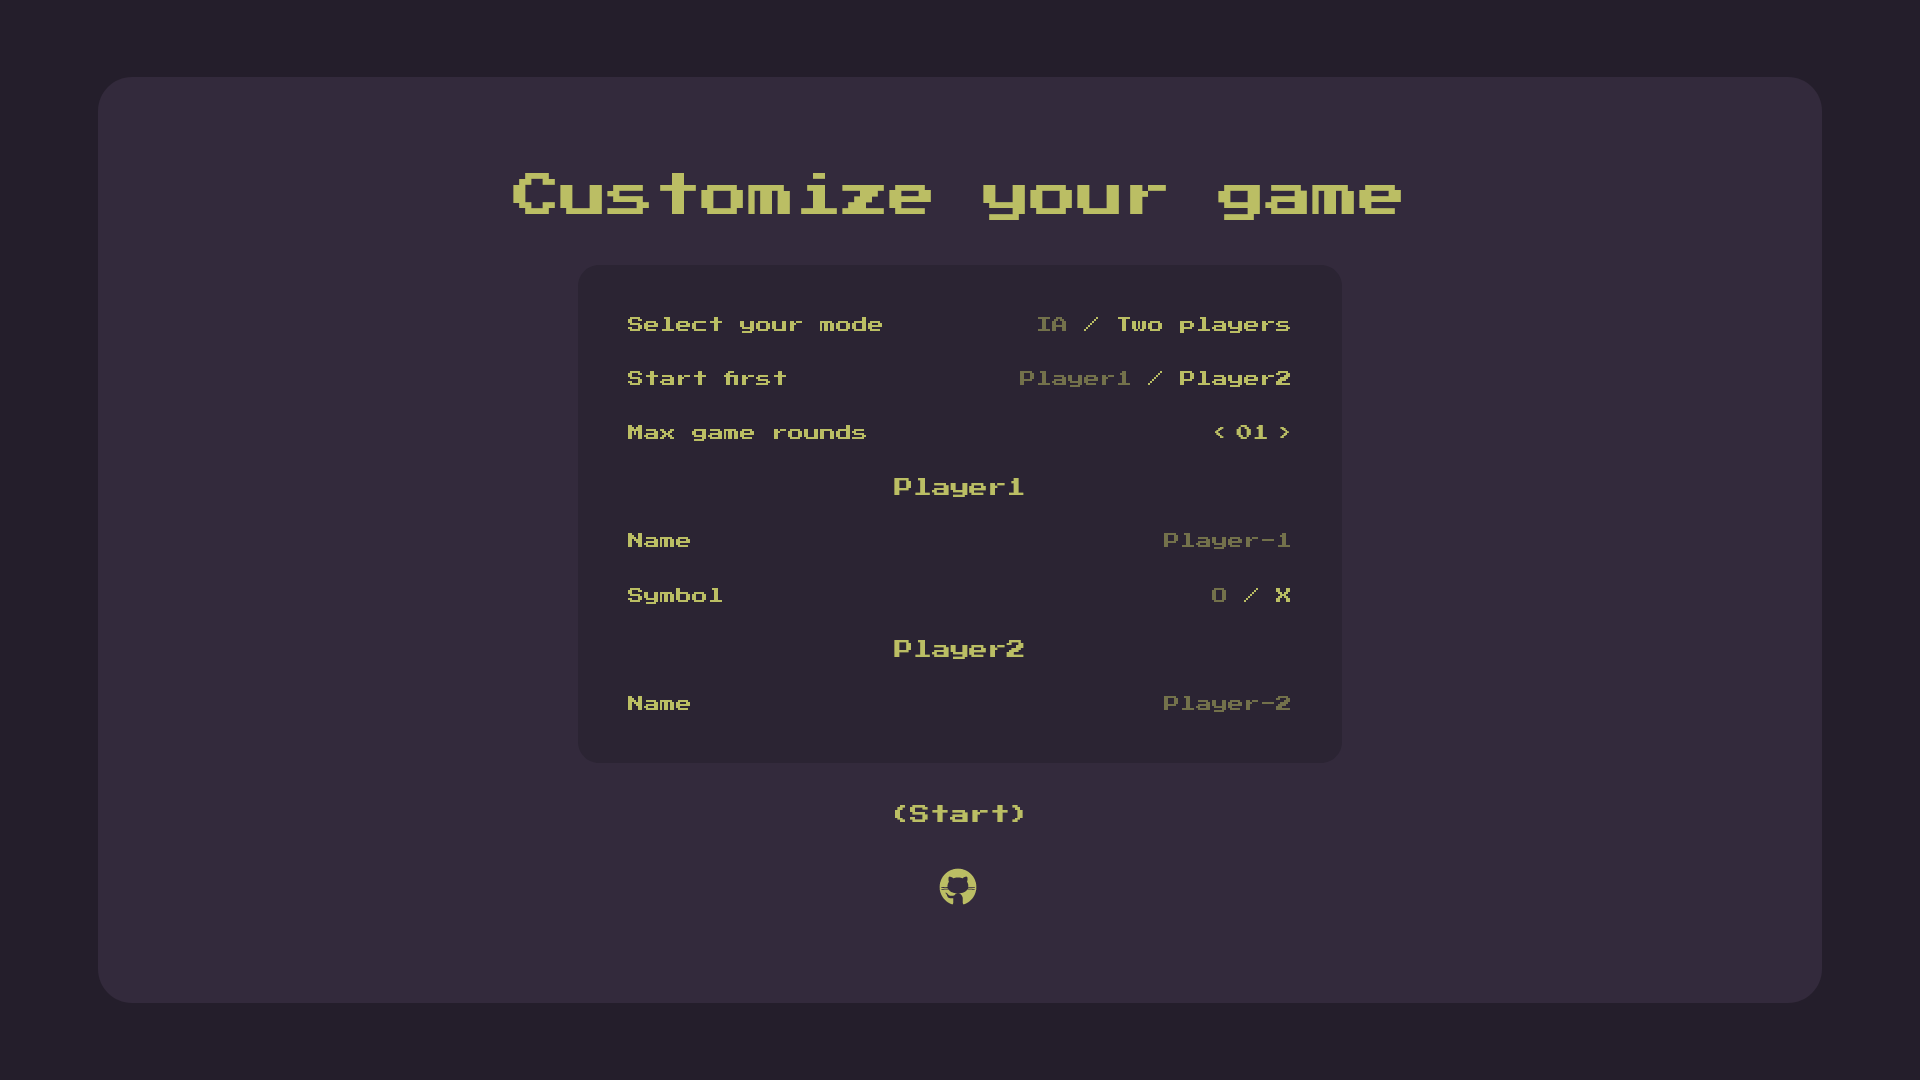 Customize your game
Select your mode IA / Two players
Start first Player1 / Player2
Max game rounds < 01 >
Player1
Name Player-1
Symbol O / X
Player2
Name Player-2
(Start)